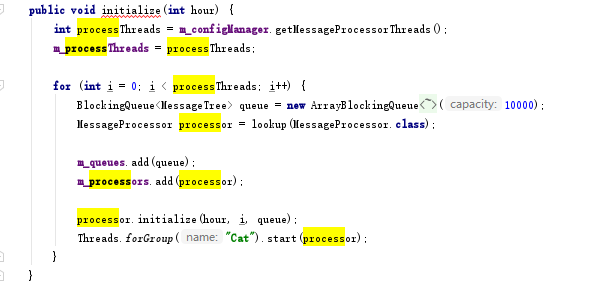 public void initialize(int hour) {
int processThreads = m_configManager.getMessageProcessorThreads();
m_processThreads = processThreads;
for (int i = 0; i < processThreads; i++) {
BlockingQueue<MessageTree> queue = new ArrayBlockingQueue<~>( capacity: 10000);
MessageProcessor processor = lookup(MessageProcessor.class);
m_queues.add(queue);
m_processors.add(processor);
processor.initialize(hour, i, queue);
Threads.forGroup( name: "Cat").start(processor);
}
}